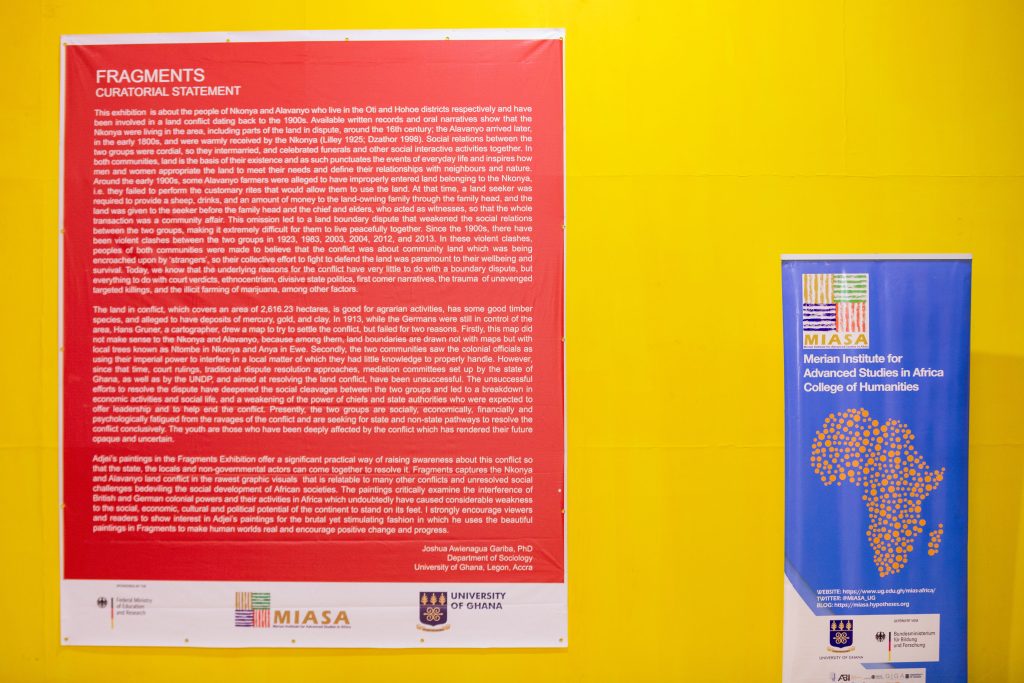 FRAGMENTS
CURATORIAL STATEMENT
This exhibition is about the people of Nkonya and Alavanyo who live in the Oti and Hohoe districts respectively and have
been involved in a land conflict dating back to the 1900s. Available written records and oral narratives show that the
Nkonya were living in the area, including parts of the land in dispute, around the 16th century; the Alavanyo arrived later,
in the early 1800s, and were warmly received by the Nkonya (Lilley 1925; Dzathor 1998). Social relations between the
two groups were cordial, so they intermarried, and celebrated funerals and other social interactive activities together. In
both communities, land is the basis of their existence and as such punctuates the events of everyday life and inspires how
men and women appropriate the land to meet their needs and define their relationships with neighbours and nature.
Around the early 1900s, some Alavanyo farmers were alleged to have improperly entered land belonging to the Nkonya,
i.e. they failed to perform the customary rites that would allow them to use the land. At that time, a land seeker was
required to provide a sheep, drinks, and an amount of money to the land-owning family through the family head, and the
land was given to the seeker before the family head and the chief and elders, who acted as witnesses, so that the whole
transaction was a community affair. This omission led to a land boundary dispute that weakened the social relations
between the two groups, making it extremely difficult for them to live peacefully together. Since the 1900s, there have
been violent clashes between the two groups in 1923, 1983, 2003, 2004, 2012, and 2013. In these violent clashes,
peoples of both communities were made to believe that the conflict was about community land which was being
encroached upon by 'strangers', so their collective effort to fight to defend the land was paramount to their wellbeing and
survival. Today, we know that the underlying reasons for the conflict have very little to do with a boundary dispute, but
everything to do with court verdicts, ethnocentrism, divisive state politics, first comer narratives, the trauma of unavenged
targeted killings, and the illicit farming of marijuana, among other factors.
The land in conflict, which covers an area of 2,616.23 hectares, is good for agrarian activities, has some good timber
species, and alleged to have deposits of mercury, gold, and clay. In 1913, while the Germans were still in control of the
area, Hans Gruner, a cartographer, drew a map to try to settle the conflict, but failed for two reasons. Firstly, this map did
not make sense to the Nkonya and Alavanyo, because among them, land boundaries are drawn not with maps but with
local trees known as Ntombe in Nkonya and Anya in Ewe. Secondly, the two communities saw the colonial officials as
using their imperial power to interfere in a local matter of which they had little knowledge to properly handle. However,
since that time, court rulings, traditional dispute resolution approaches, mediation committees set up by the state of
Ghana, as well as by the UNDP, and aimed at resolving the land conflict, have been unsuccessful. The unsuccessful
efforts to resolve the dispute have deepened the social cleavages between the two groups and led to a breakdown in
economic activities and social life, and a weakening of the power of chiefs and state authorities who were expected to
offer leadership and to help end the conflict. Presently, the two groups are socially, economically, financially and
psychologically fatigued from the ravages of the conflict and are seeking for state and non-state pathways to resolve the
conflict conclusively. The youth are those who have been deeply affected by the conflict which has rendered their future
opaque and uncertain.
Adjei's paintings in the Fragments Exhibition offer a significant practical way of raising awareness about this conflict so
that the state, the locals and non-governmental actors can come together to resolve it. Fragments captures the Nkonya
and Alavanyo land conflict in the rawest graphic visuals that is relatable to many other conflicts and unresolved social
challenges bedeviling the social development of African societies. The paintings critically examine the interference of
British and German colonial powers and their activities in Africa which undoubtedly have caused considerable weakness
to the social, economic, cultural and political potential of the continent to stand on its feet. I strongly encourage viewers
and readers to show interest in Adjei's paintings for the brutal yet stimulating fashion in which he uses the beautiful
paintings in Fragments to make human worlds real and encourage positive change and progress.
Joshua Awienagua Gariba, PhD
Department of Sociology
University of Ghana, Legon, Accra
SPONSORED BY THE
Federal Ministry
of Education
and Research
MIASA
Merian Institute for Advanced Studies in Africa
UNIVERSITY
OF GHANA
MIASA
Merian Institute for
Advanced Studies in Africa
College of Humanities
WEBSITE: https://www.ug.edu.gh/mias-africa/
TWITTER: @MIASA_UG
BLOG: https://miasa.hypotheses.org
UNIVERSITY OF GHANA
Bundesministerium
für Bildung
und Forschung
ABI
GIGA